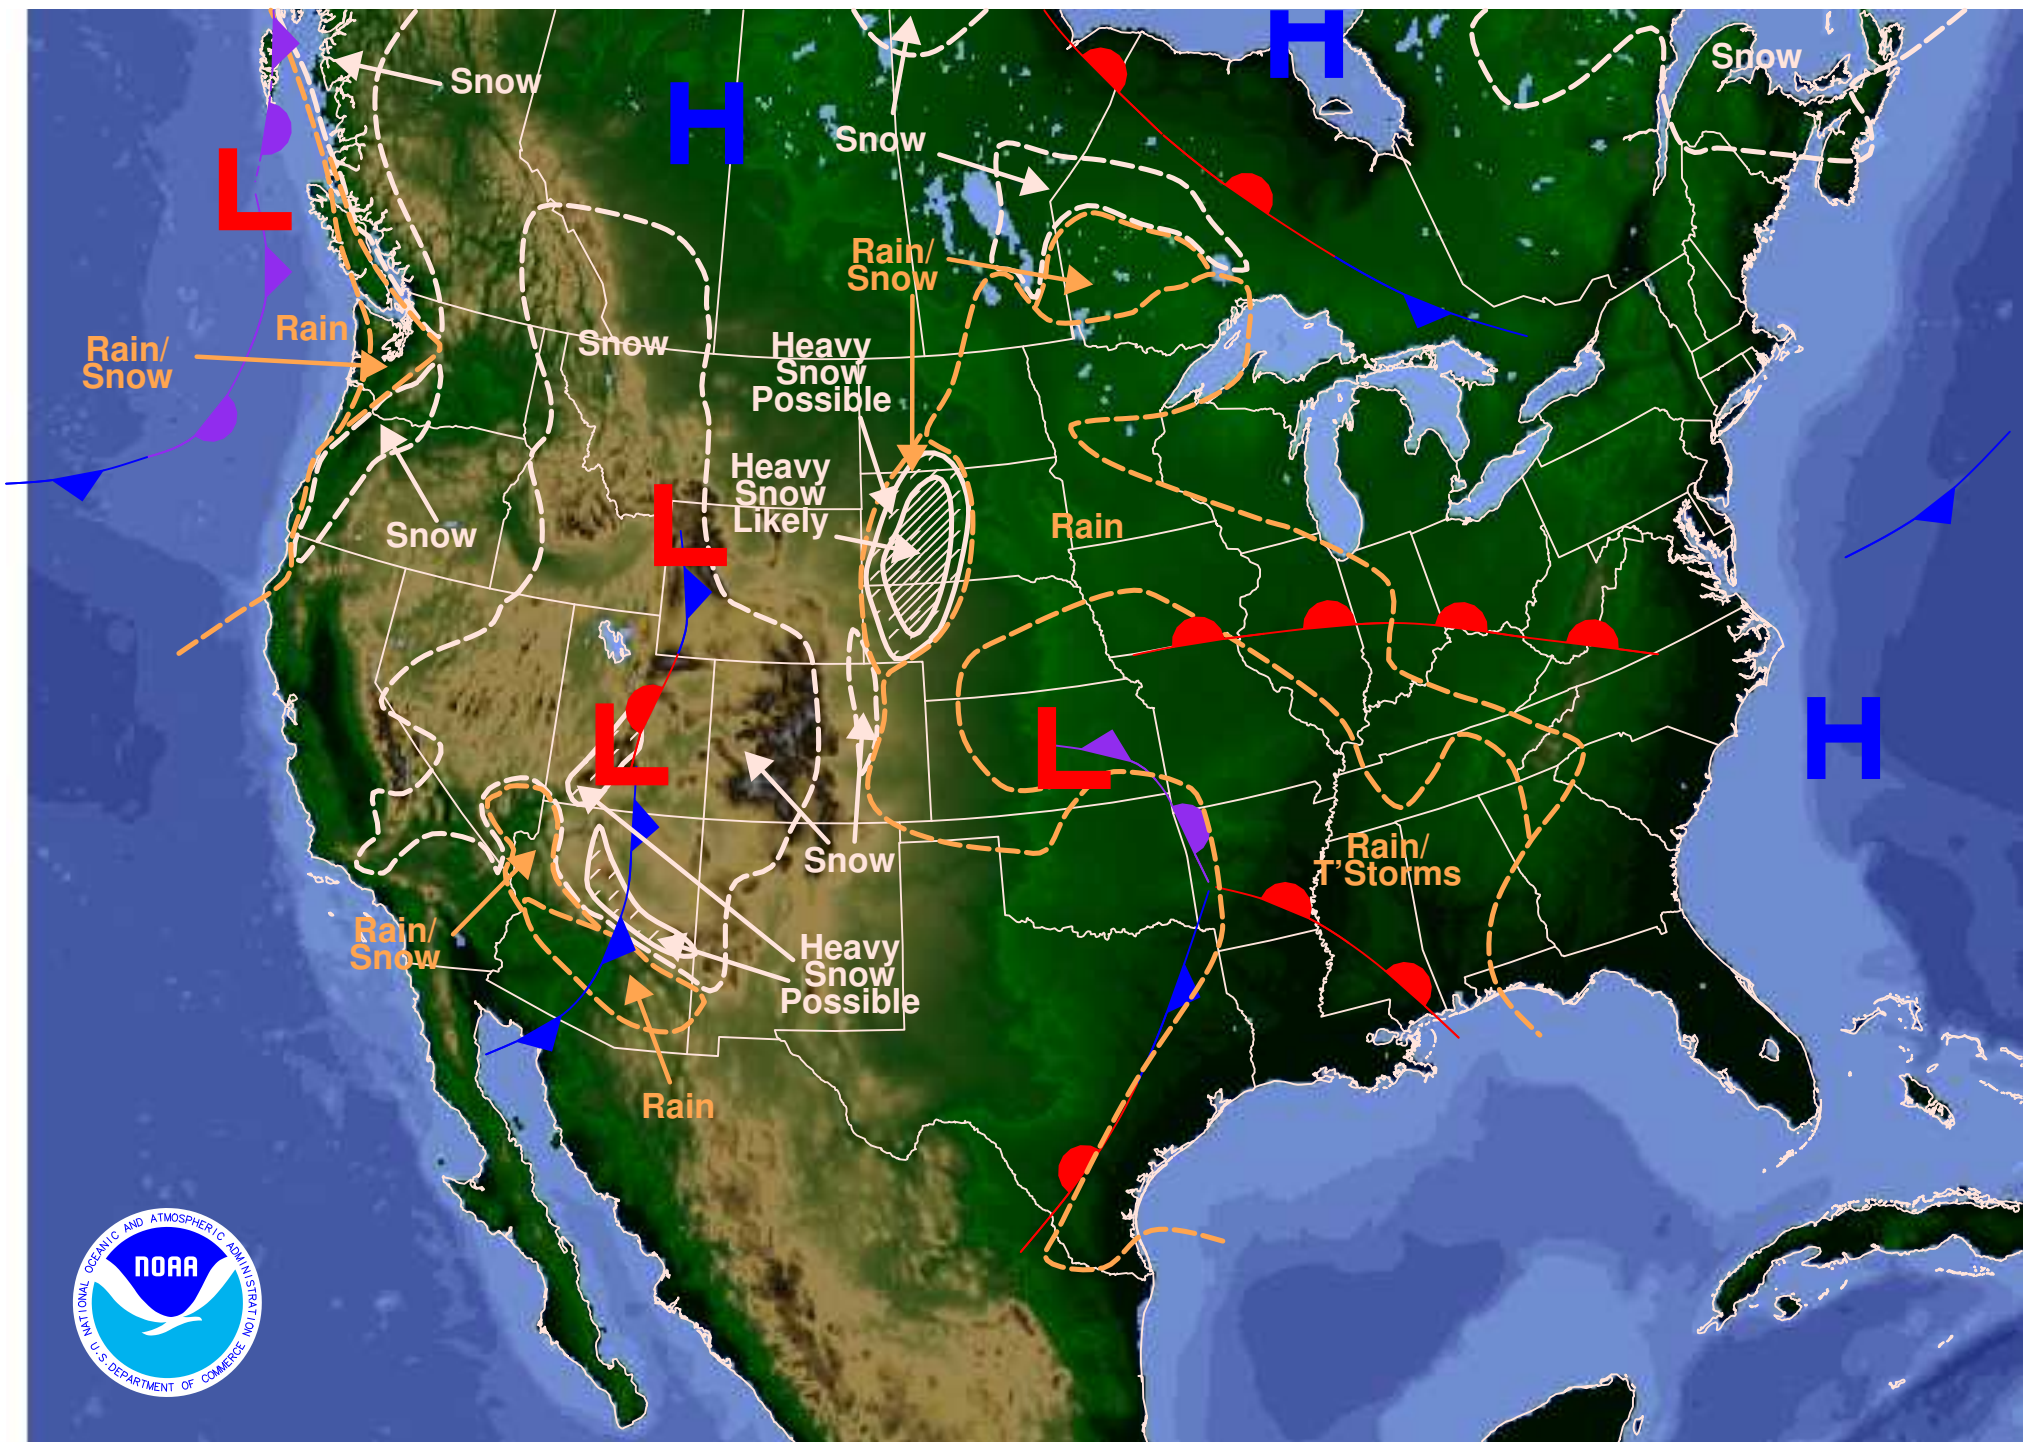 H
H
Snow
Snow
H
Snow
L
Rain/
Snow
Rain
Rain/
Snow
Snow
Heavy
Snow
Possible
Heavy
Snow
Likely
L
Snow
Rain
L
L
H
Snow
Rain/
T'Storms
Rain/
Snow
Heavy
Snow
Possible
Rain
NATIONAL OCEANIC AND ATMOSPHERIC ADMINISTRATION
NOAA
U.S. DEPARTMENT OF COMMERCE